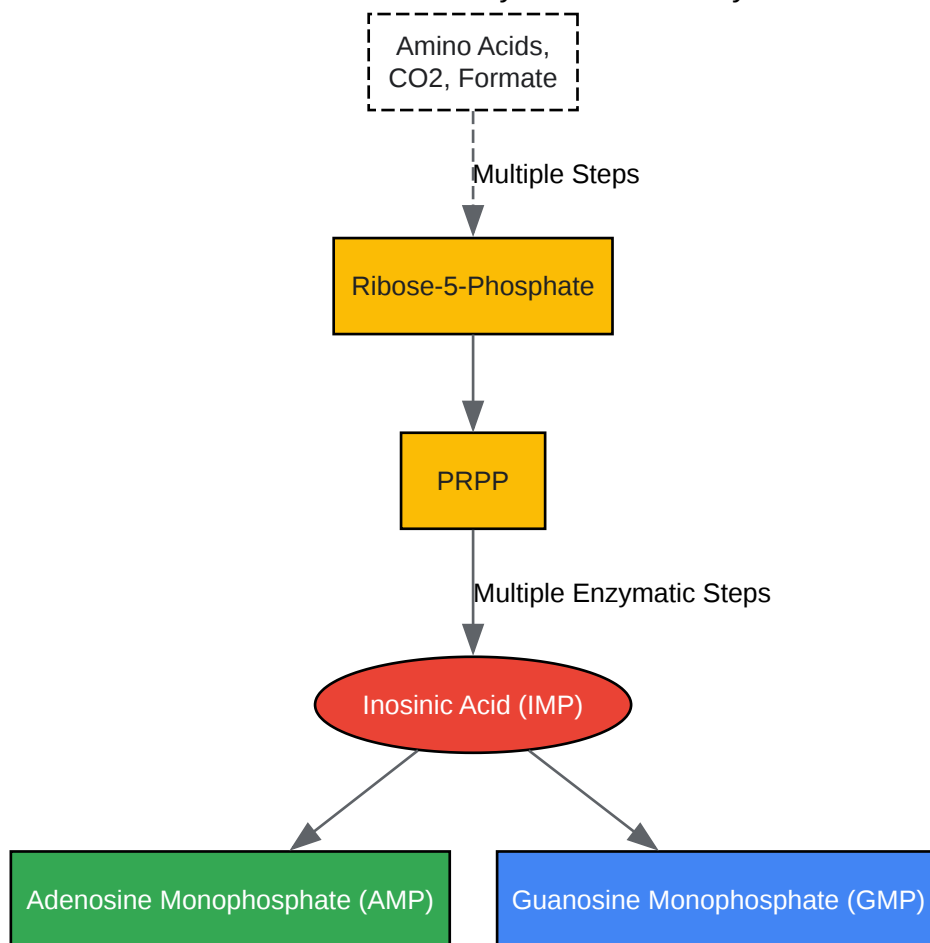 Amino Acids,
CO2, Formate
Multiple Steps
Ribose-5-Phosphate
PRPP
Multiple Enzymatic Steps
Inosinic Acid (IMP)
Adenosine Monophosphate (AMP)
Guanosine Monophosphate (GMP)